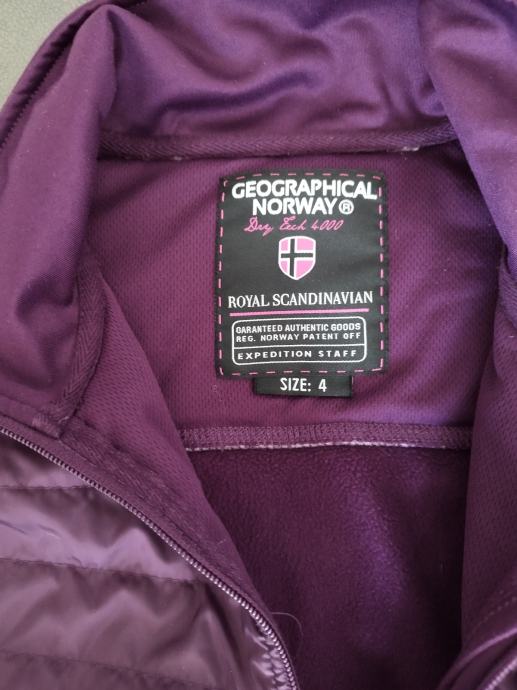 GEOGRAPHICAL
NORWAY®
Dry Tech 4000
ROYAL SCANDINAVIAN
GARANTEED AUTHENTIC GOODS
REG. NORWAY PATENT OFF
EXPEDITION STAFF
SIZE: 4